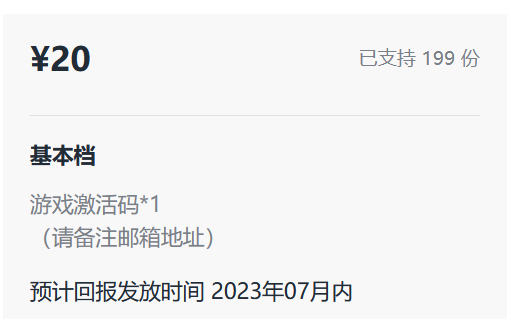 ¥20
已支持 199 份
基本档
游戏激活码*1
（请备注邮箱地址）
预计回报发放时间 2023年07月内